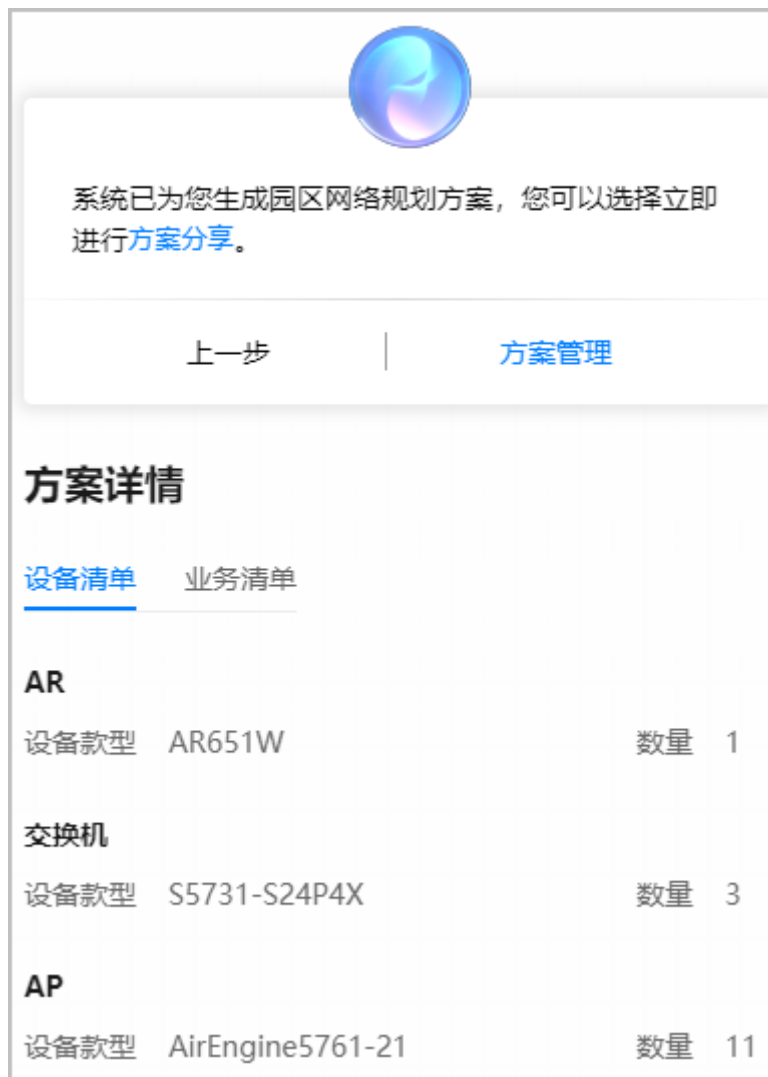 系统已为您生成园区网络规划方案，您可以选择立即
进行方案分享。
上一步 方案管理
方案详情
设备清单 业务清单
AR
设备款型 AR651W 数量 1
交换机
设备款型 S5731-S24P4X 数量 3
AP
设备款型 AirEngine5761-21 数量 11